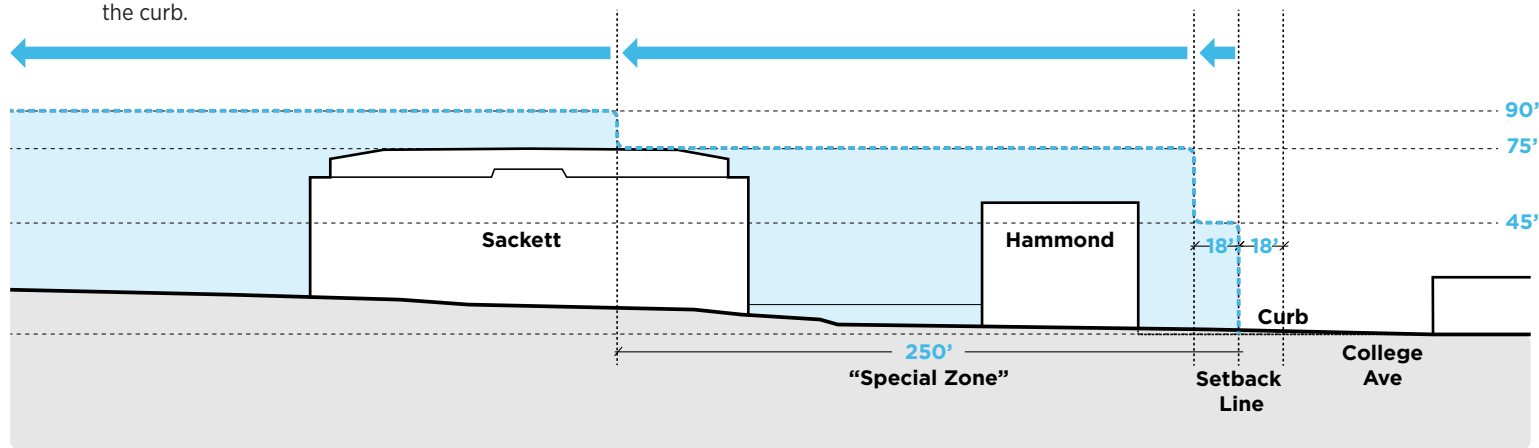 the curb.
90’
75’
45’
Sackett
Hammond
18’ 18’
Curb
250’
“Special Zone”
Setback
Line
College
Ave